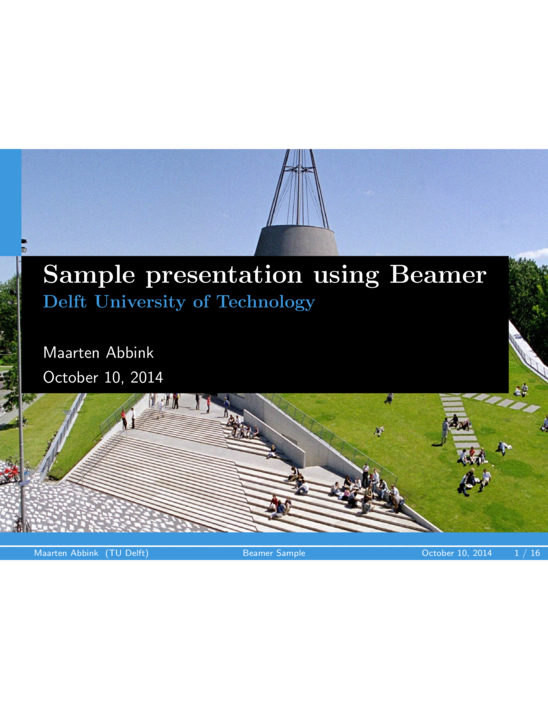 Sample presentation using Beamer
Delft University of Technology
Maarten Abbink
October 10, 2014
Maarten Abbink (TU Delft) Beamer Sample October 10, 2014 1 / 16